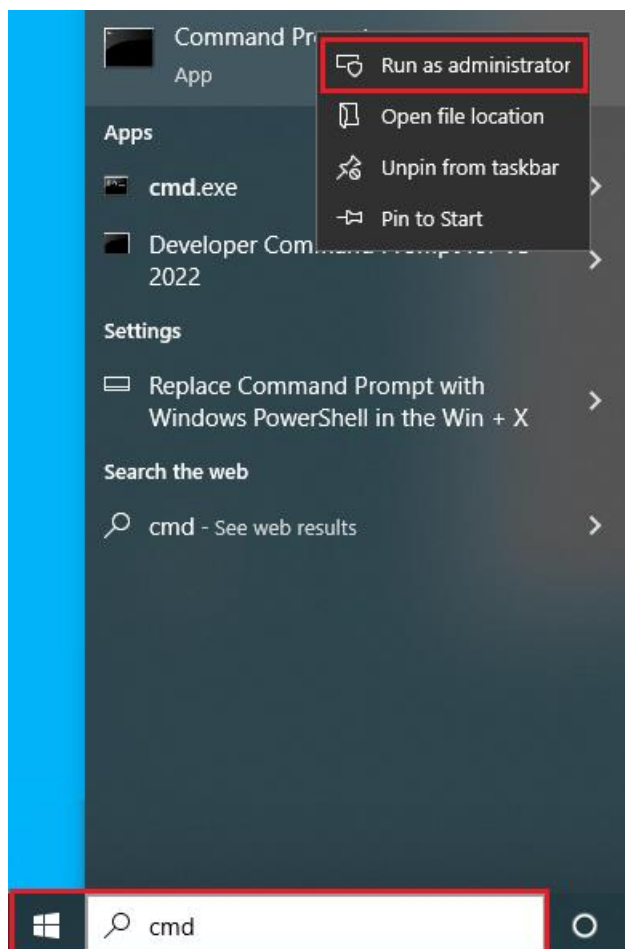 Command Pr
App
Run as administrator
Open file location
Unpin from taskbar
Pin to Start
Apps
cmd.exe
Developer Com
2022
Settings
Replace Command Prompt with
Windows PowerShell in the Win + X
Search the web
cmd - See web results
cmd